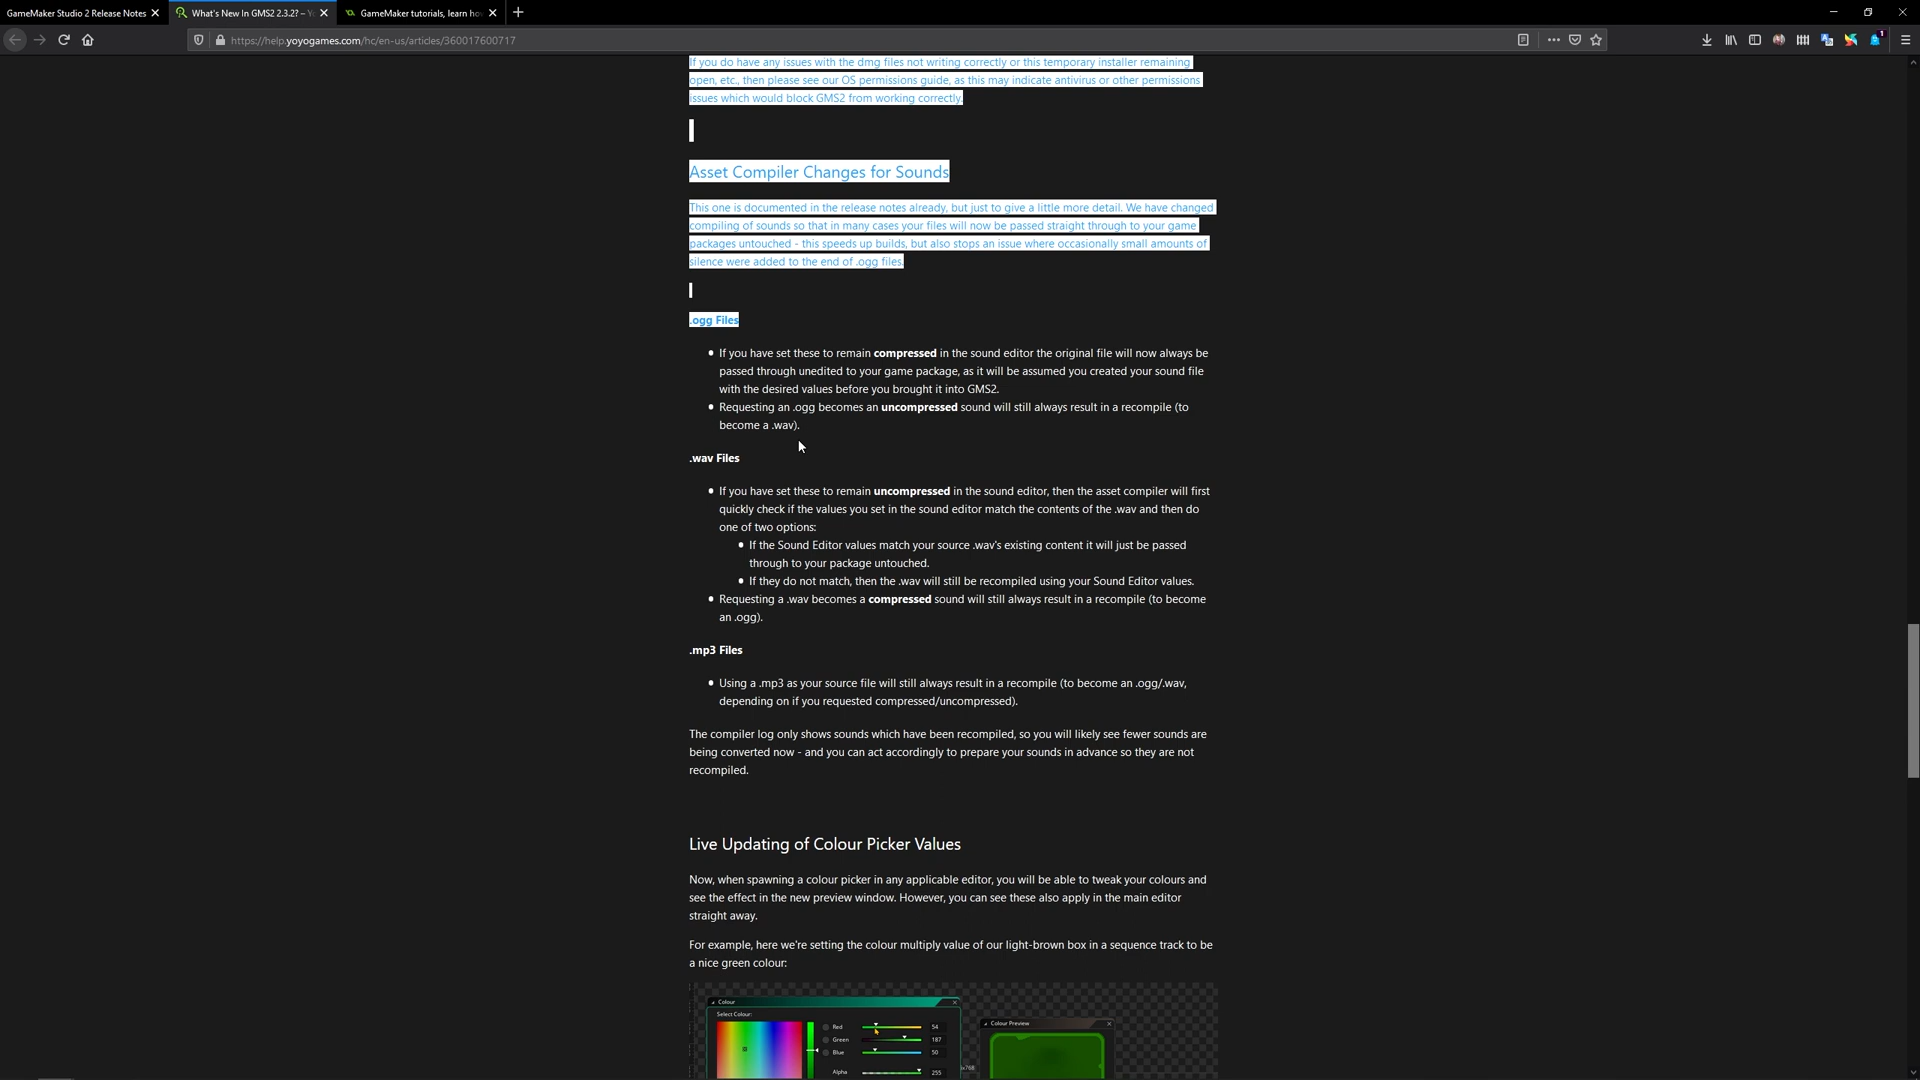 GameMaker Studio 2 Release Notes
What's New In GMS2 2.3.2? – Y
GameMaker tutorials, learn ho
https://help.yoyogames.com/hc/en-us/articles/360017600717
1
If you do have any issues with the dmg files not writing correctly or this temporary installer remaining
open, etc., then please see our OS permissions guide, as this may indicate antivirus or other permissions
issues which would block GMS2 from working correctly.
Asset Compiler Changes for Sounds
This one is documented in the release notes already, but just to give a little more detail. We have changed
compiling of sounds so that in many cases your files will now be passed straight through to your game
packages untouched - this speeds up builds, but also stops an issue where occasionally small amounts of
silence were added to the end of .ogg files.
.ogg Files
If you have set these to remain compressed in the sound editor the original file will now always be
passed through unedited to your game package, as it will be assumed you created your sound file
with the desired values before you brought it into GMS2.
Requesting an .ogg becomes an uncompressed sound will still always result in a recompile (to
become a .wav).
.wav Files
If you have set these to remain uncompressed in the sound editor, then the asset compiler will first
quickly check if the values you set in the sound editor match the contents of the .wav and then do
one of two options:
If the Sound Editor values match your source .wav's existing content it will just be passed
through to your package untouched.
If they do not match, then the .wav will still be recompiled using your Sound Editor values.
Requesting a .wav becomes a compressed sound will still always result in a recompile (to become
an .ogg).
.mp3 Files
Using a .mp3 as your source file will still always result in a recompile (to become an .ogg/.wav,
depending on if you requested compressed/uncompressed).
The compiler log only shows sounds which have been recompiled, so you will likely see fewer sounds are
being converted now - and you can act accordingly to prepare your sounds in advance so they are not
recompiled.
Live Updating of Colour Picker Values
Now, when spawning a colour picker in any applicable editor, you will be able to tweak your colours and
see the effect in the new preview window. However, you can see these also apply in the main editor
straight away.
For example, here we're setting the colour multiply value of our light-brown box in a sequence track to be
a nice green colour:
Colour
Select Colour:
Red 54
Green 187
Blue 50
Alpha 255
Colour Preview